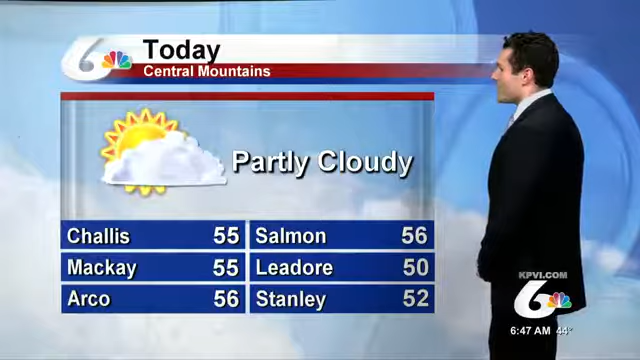 6 Today
Central Mountains
Partly Cloudy
Challis 55 Salmon 56
Mackay 55 Leadore 50
Arco 56 Stanley 52
KPVI.COM
6
6:47 AM 44°